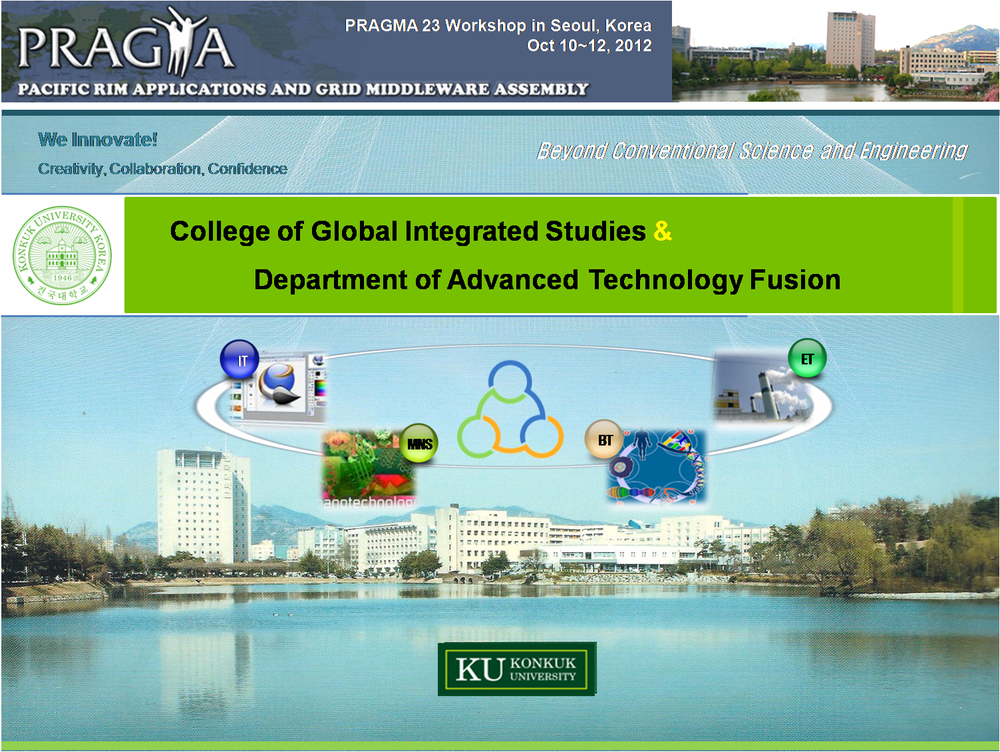 PRAGMA
PACIFIC RIM APPLICATIONS AND GRID MIDDLEWARE ASSEMBLY
PRAGMA 23 Workshop in Seoul, Korea
Oct 10~12, 2012
We Innovate!
Creativity, Collaboration, Confidence
Beyond Conventional Science and Engineering
KONKUK UNIVERSITY KOREA
1946
건국대학교
College of Global Integrated Studies &
Department of Advanced Technology Fusion
IT
ET
MNS
BT
anotechnolog
KU KONKUK
UNIVERSITY